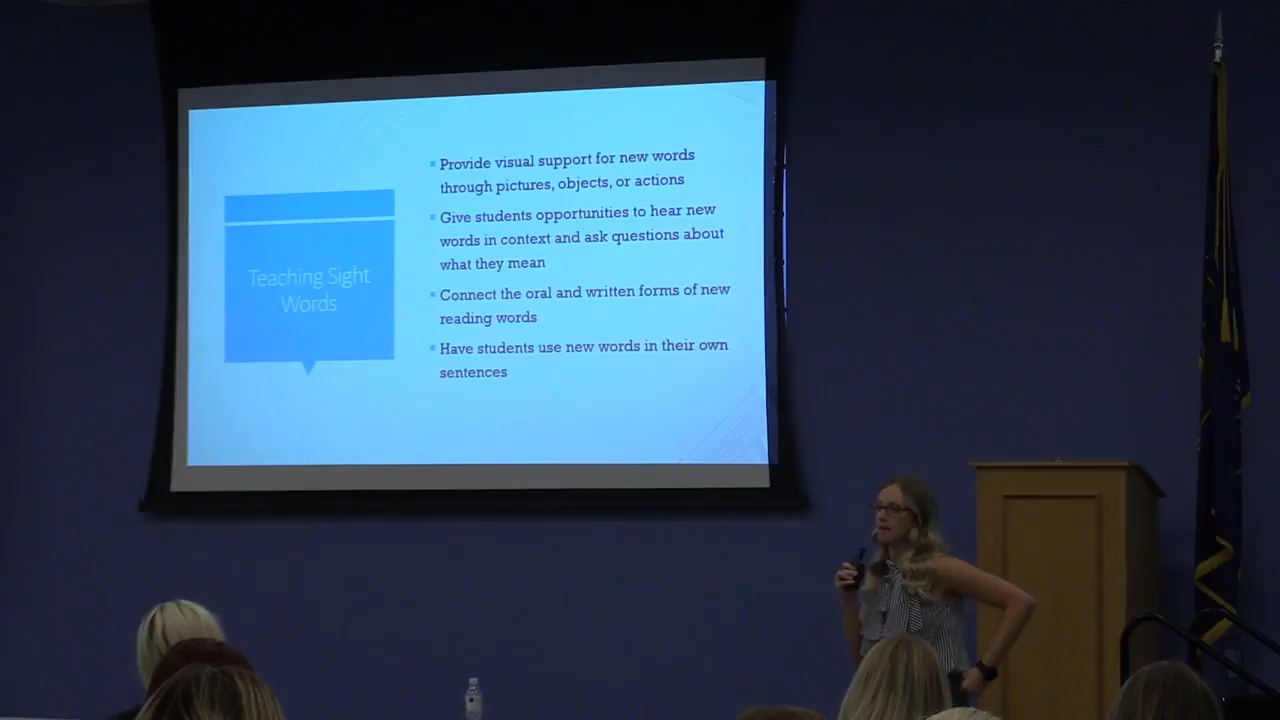 Teaching Sight
Words
Provide visual support for new words
through pictures, objects, or actions
Give students opportunities to hear new
words in context and ask questions about
what they mean
Connect the oral and written forms of new
reading words
Have students use new words in their own
sentences